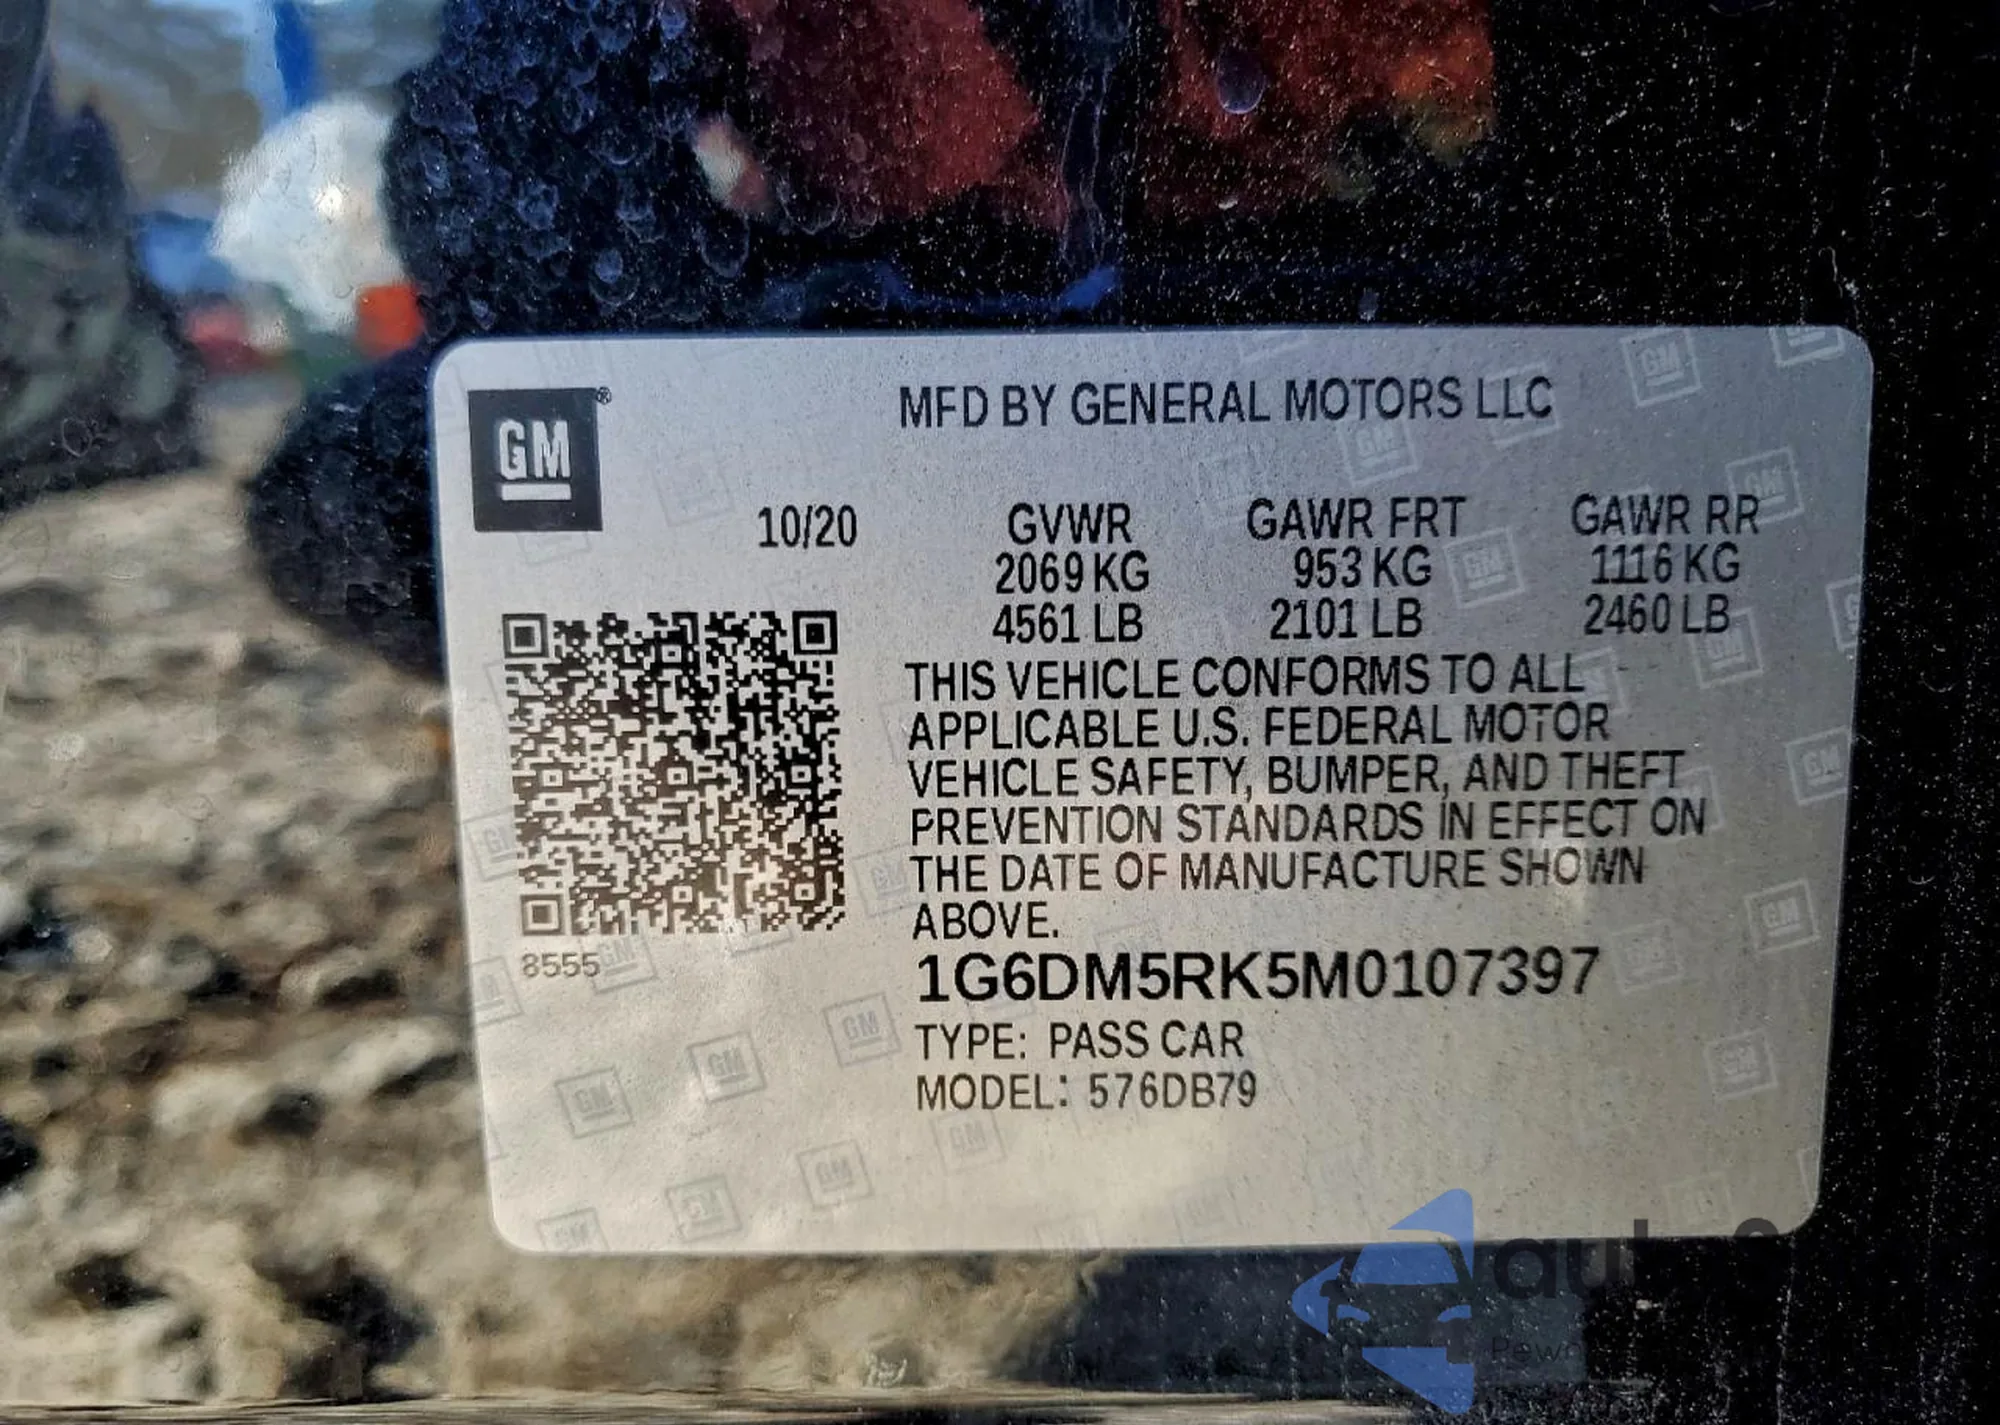 GM®
MFD BY GENERAL MOTORS LLC
10/20
GVWR GAWR FRT GAWR RR
2069 KG 953 KG 1116 KG
4561 LB 2101 LB 2460 LB
THIS VEHICLE CONFORMS TO ALL
APPLICABLE U.S. FEDERAL MOTOR
VEHICLE SAFETY, BUMPER, AND THEFT
PREVENTION STANDARDS IN EFFECT ON
THE DATE OF MANUFACTURE SHOWN
ABOVE.
8555
1G6DM5RK5M0107397
TYPE: PASS CAR
MODEL: 576DB79